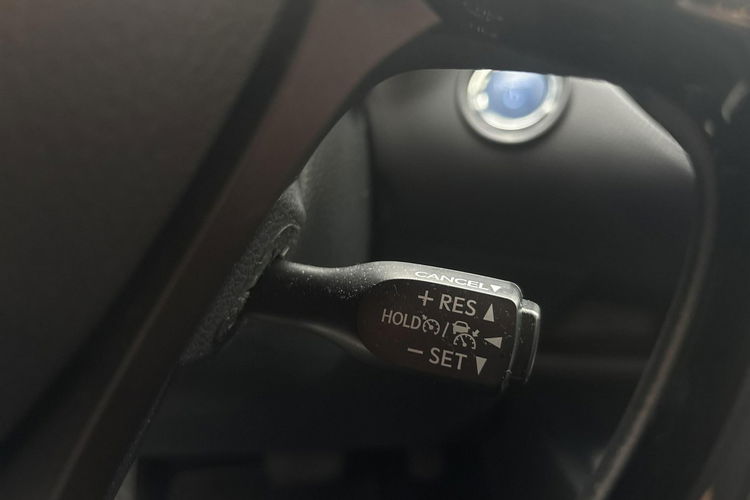 CANCEL▼
+ RES ▲
HOLD / ◀
− SET ▼